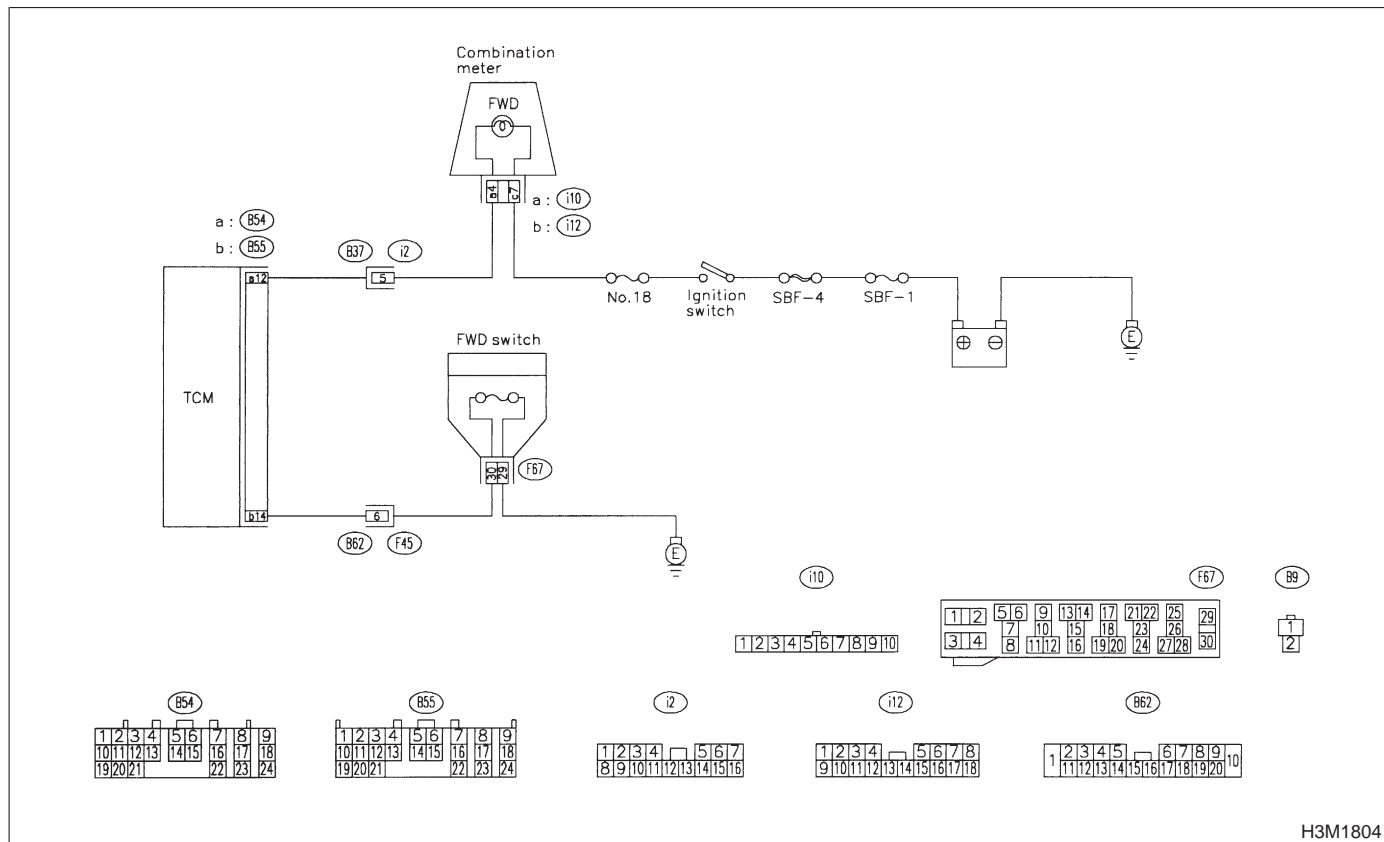 Combination
meter
FWD
a4 c7
a : i10
b : i12
a : B54
b : B55
B37 i2
a12
5
No.18
Ignition
switch
SBF-4
SBF-1
⊕ ⊖
E
FWD switch
TCM
30 29
F67
b14
6
B62 F45
E
i10
1 2 3 4 5 6 7 8 9 10
F67
1 2 5 6 9 13 14 17 21 22 25 29
7 10 15 18 23 26
3 4 8 11 12 16 19 20 24 27 28 30
B9
1
2
B54
1 2 3 4 5 6 7 8 9
10 11 12 13 14 15 16 17 18
19 20 21 22 23 24
B55
1 2 3 4 5 6 7 8 9
10 11 12 13 14 15 16 17 18
19 20 21 22 23 24
i2
1 2 3 4 5 6 7
8 9 10 11 12 13 14 15 16
i12
1 2 3 4 5 6 7 8
9 10 11 12 13 14 15 16 17 18
B62
1 2 3 4 5 6 7 8 9 10
11 12 13 14 15 16 17 18 19 20
H3M1804